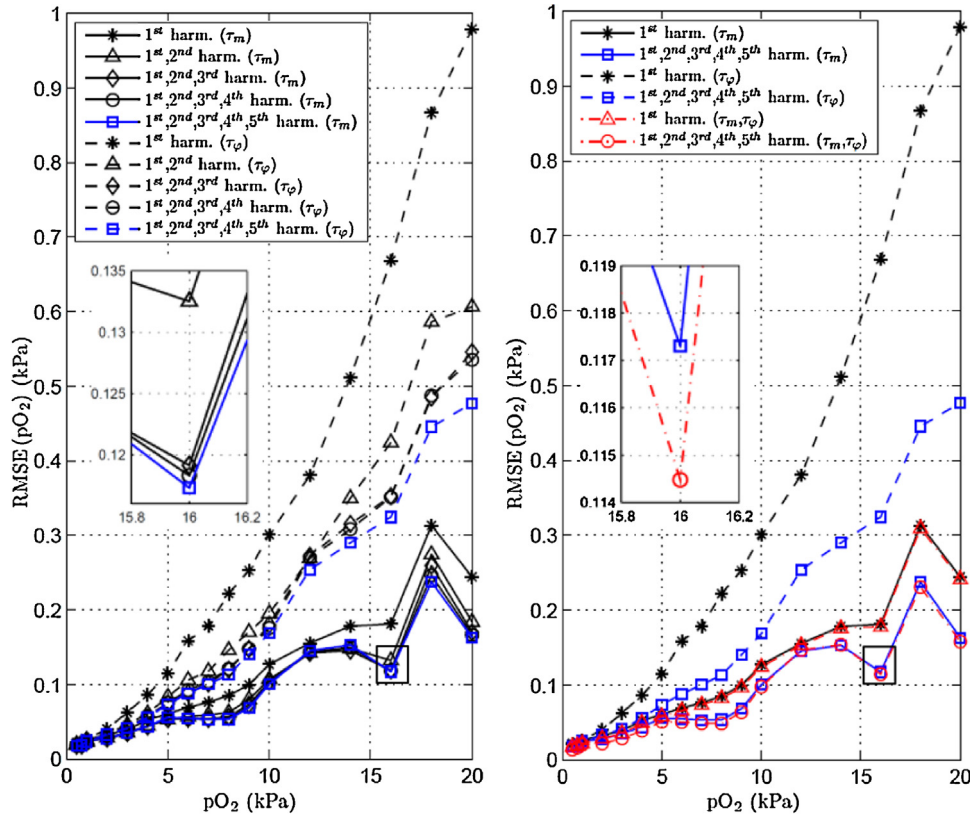 1st harm. (τm)
1st,2nd harm. (τm)
1st,2nd,3rd harm. (τm)
1st,2nd,3rd,4th harm. (τm)
1st,2nd,3rd,4th,5th harm. (τm)
1st harm. (τφ)
1st,2nd harm. (τφ)
1st,2nd,3rd harm. (τφ)
1st,2nd,3rd,4th harm. (τφ)
1st,2nd,3rd,4th,5th harm. (τφ)
1
0.9
0.8
0.7
0.6
0.5
0.4
0.3
0.2
0.1
0
RMSE(pO2) (kPa)
0.135
0.13
0.125
0.12
15.8
16
16.2
0
5
10
15
20
pO2 (kPa)
1st harm. (τm)
1st,2nd,3rd,4th,5th harm. (τm)
1st harm. (τφ)
1st,2nd,3rd,4th,5th harm. (τφ)
1st harm. (τm,τφ)
1st,2nd,3rd,4th,5th harm. (τm,τφ)
1
0.9
0.8
0.7
0.6
0.5
0.4
0.3
0.2
0.1
0
RMSE(pO2) (kPa)
0.119
0.118
0.117
0.116
0.115
0.114
15.8
16
16.2
0
5
10
15
20
pO2 (kPa)